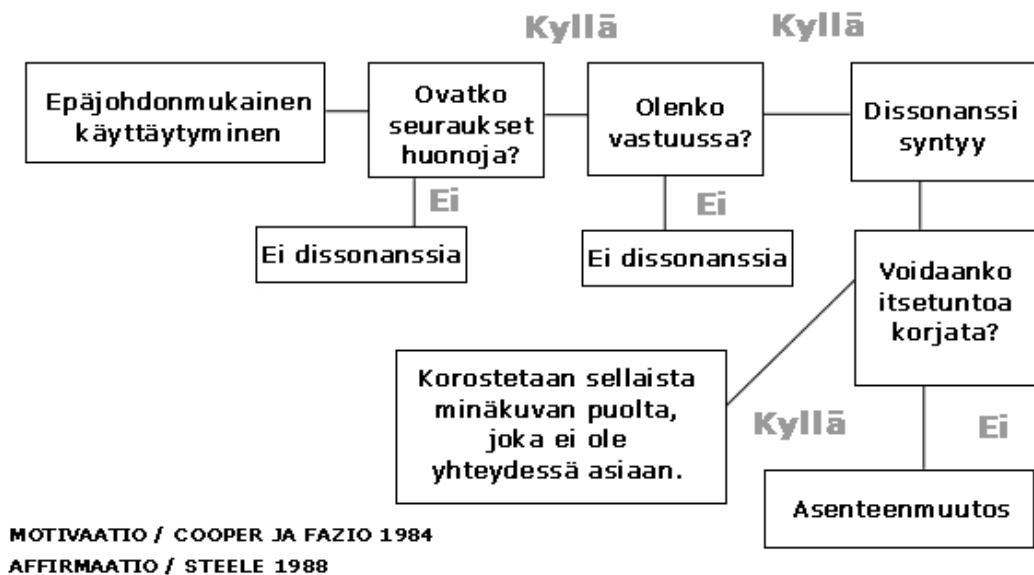 Kyllä
Kyllä
Epäjohdonmukainen
käyttäytyminen
Ovatko
seuraukset
huonoja?
Olenko
vastuussa?
Dissonanssi
syntyy
Ei
Ei
Ei dissonanssia
Ei dissonanssia
Voidaanko
itsetuntoa
korjata?
Korostetaan sellaista
minäkuvan puolta,
joka ei ole
yhteydessä asiaan.
Kyllä
Ei
Asenteenmuutos
MOTIVAATIO / COOPER JA FAZIO 1984
AFFIRMAATIO / STEELE 1988